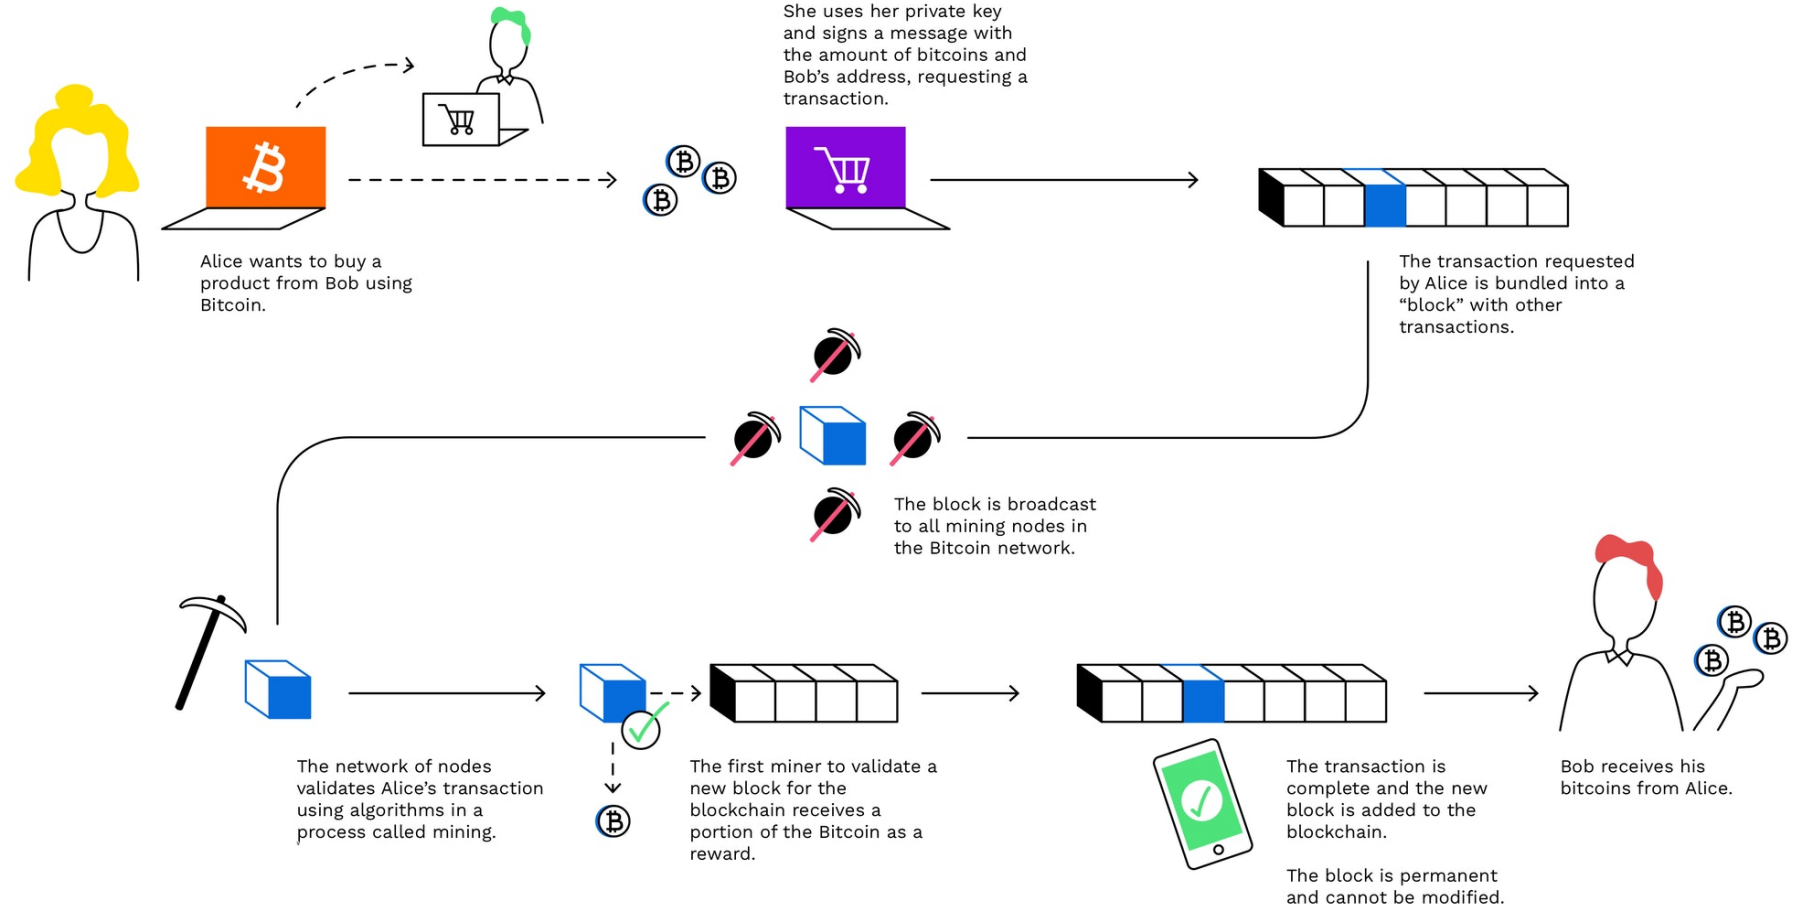 She uses her private key
and signs a message with
the amount of bitcoins and
Bob’s address, requesting a
transaction.
Alice wants to buy a
product from Bob using
Bitcoin.
The transaction requested
by Alice is bundled into a
“block” with other
transactions.
The block is broadcast
to all mining nodes in
the Bitcoin network.
The network of nodes
validates Alice’s transaction
using algorithms in a
process called mining.
The first miner to validate a
new block for the
blockchain receives a
portion of the Bitcoin as a
reward.
The transaction is
complete and the new
block is added to the
blockchain.
The block is permanent
and cannot be modified.
Bob receives his
bitcoins from Alice.